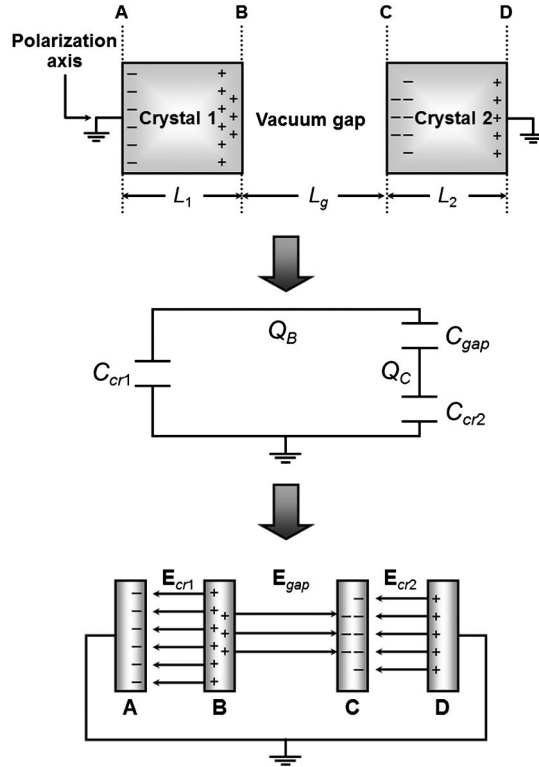 A B C D
Polarization
axis
Crystal 1 Vacuum gap Crystal 2
L1 Lg L2
QB
Cgap
Ccr1
QC
Ccr2
Ecr1 Egap Ecr2
A B C D